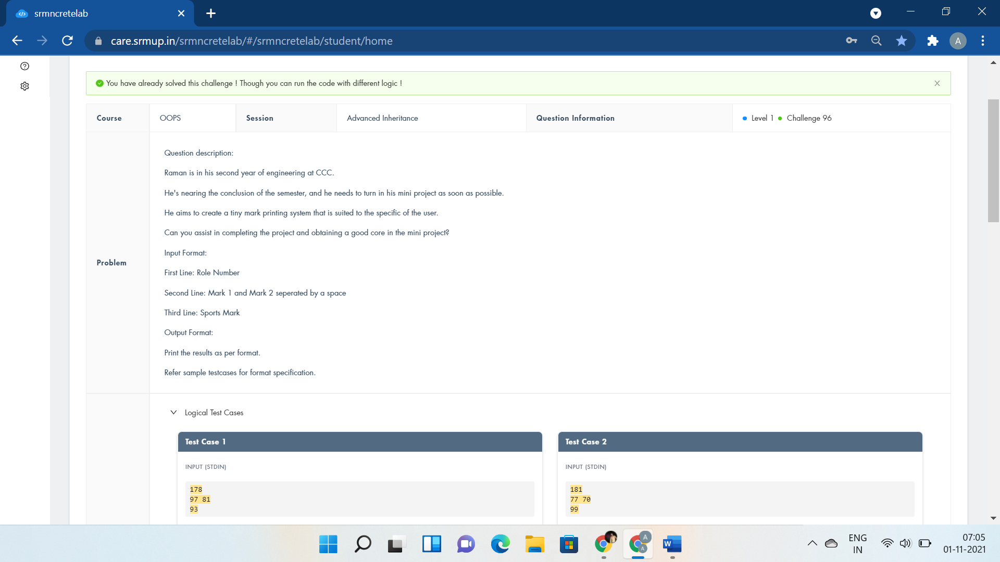 srmncretelab
care.srmup.in/srmncretelab/#/srmncretelab/student/home
A
You have already solved this challenge ! Though you can run the code with different logic !
Course
OOPS
Session
Advanced Inheritance
Question Information
Level 1
Challenge 96
Problem
Question description:
Raman is in his second year of engineering at CCC.
He's nearing the conclusion of the semester, and he needs to turn in his mini project as soon as possible.
He aims to create a tiny mark printing system that is suited to the specific of the user.
Can you assist in completing the project and obtaining a good core in the mini project?
Input Format:
First Line: Role Number
Second Line: Mark 1 and Mark 2 seperated by a space
Third Line: Sports Mark
Output Format:
Print the results as per format.
Refer sample testcases for format specification.
Logical Test Cases
Test Case 1
INPUT (STDIN)
178
97 81
93
Test Case 2
INPUT (STDIN)
181
77 70
99
A
A
W
ENG
IN
07:05
01-11-2021